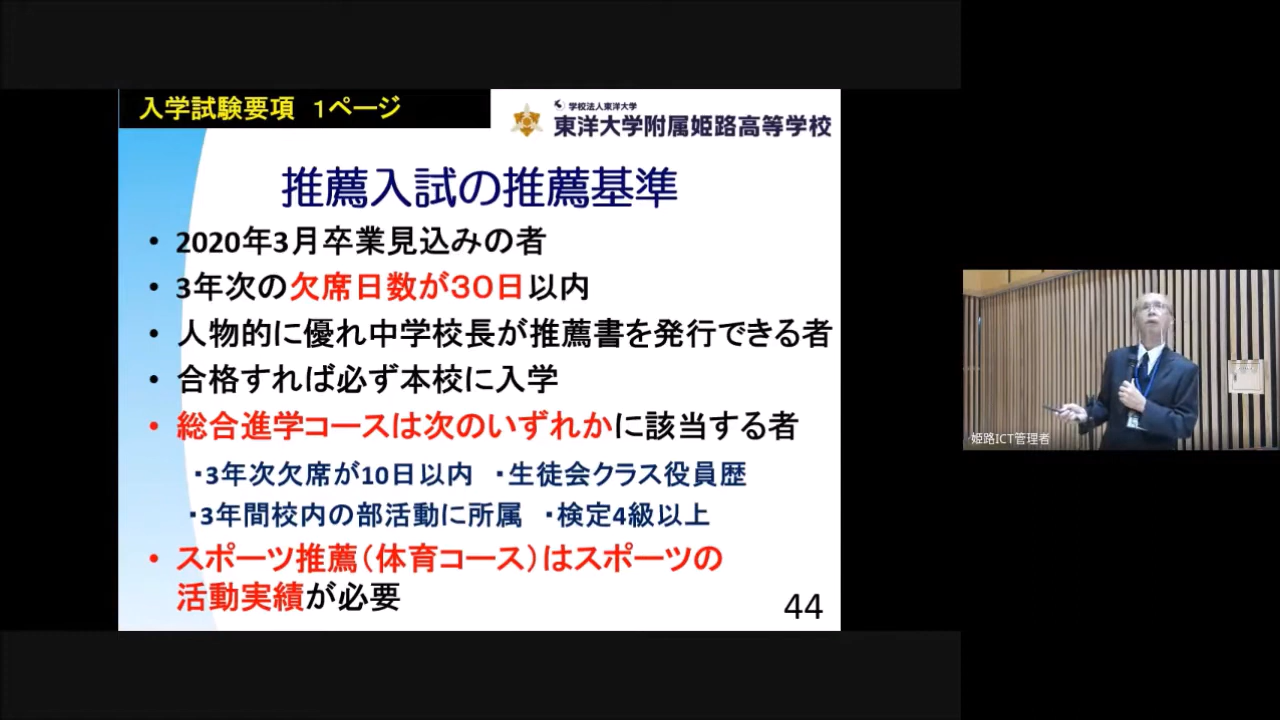 入学試験要項 1ページ
学校法人東洋大学
東洋大学附属姫路高等学校
推薦入試の推薦基準
• 2020年3月卒業見込みの者
• 3年次の欠席日数が30日以内
• 人物的に優れ中学校長が推薦書を発行できる者
• 合格すれば必ず本校に入学
• 総合進学コースは次のいずれかに該当する者
・3年次欠席が10日以内 ・生徒会クラス役員歴
・3年間校内の部活動に所属 ・検定4級以上
• スポーツ推薦(体育コース)はスポーツの
活動実績が必要
44
姫路ICT管理者